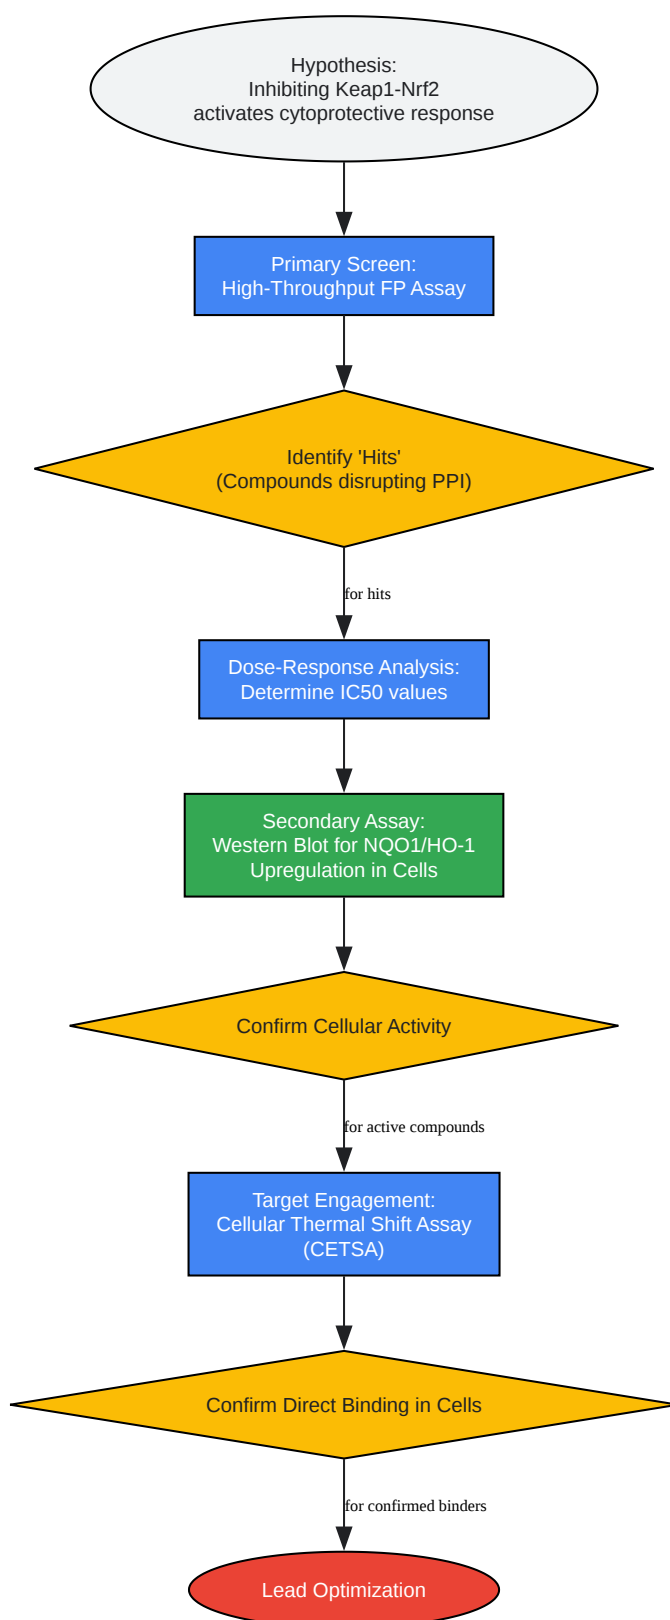 Hypothesis:
Inhibiting Keap1-Nrf2
activates cytoprotective response
Primary Screen:
High-Throughput FP Assay
Identify 'Hits'
(Compounds disrupting PPI)
for hits
Dose-Response Analysis:
Determine IC50 values
Secondary Assay:
Western Blot for NQO1/HO-1
Upregulation in Cells
Confirm Cellular Activity
for active compounds
Target Engagement:
Cellular Thermal Shift Assay
(CETSA)
Confirm Direct Binding in Cells
for confirmed binders
Lead Optimization